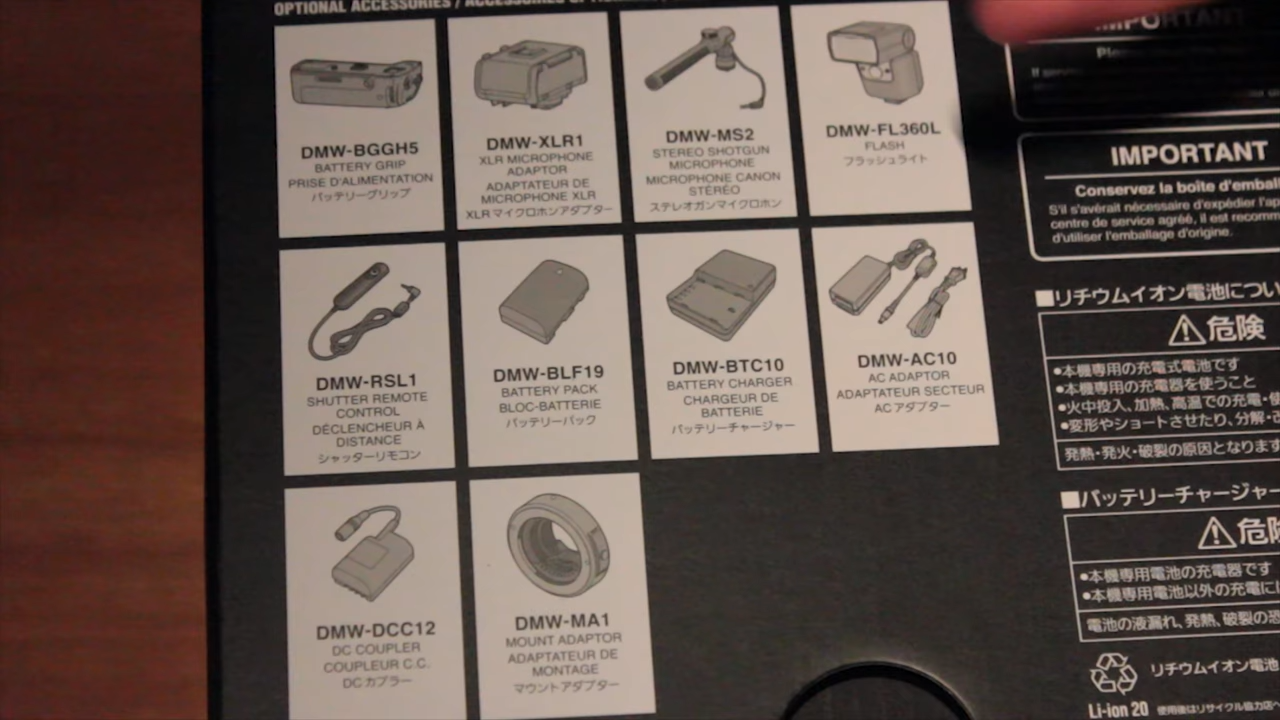 OPTIONAL ACCESSORIES /
DMW-BGGH5
BATTERY GRIP
PRISE D'ALIMENTATION
バッテリーグリップ
DMW-XLR1
XLR MICROPHONE
ADAPTOR
ADAPTATEUR DE
MICROPHONE XLR
XLRマイクロホンアダプター
DMW-MS2
STEREO SHOTGUN
MICROPHONE
MICROPHONE CANON
STÉRÉO
ステレオガンマイクロホン
DMW-FL360L
FLASH
フラッシュライト
DMW-RSL1
SHUTTER REMOTE
CONTROL
DÉCLENCHEUR À
DISTANCE
シャッターリモコン
DMW-BLF19
BATTERY PACK
BLOC-BATTERIE
バッテリーパック
DMW-BTC10
BATTERY CHARGER
CHARGEUR DE
BATTERIE
バッテリーチャージャー
DMW-AC10
AC ADAPTOR
ADAPTATEUR SECTEUR
ACアダプター
DMW-DCC12
DC COUPLER
COUPLEUR C.C.
DCカプラー
DMW-MA1
MOUNT ADAPTOR
ADAPTATEUR DE
MONTAGE
マウントアダプター
IMPORTANT
IMPORTANT
Conservez la boîte d'embal
S'il s'avérait nécessaire d'expédier l'ap
centre de service agréé, il est recomm
d'utiliser l'emballage d'origine.
■リチウムイオン電池につい
⚠危険
●本機専用の充電式電池です
●本機専用の充電器を使うこと
●火中投入、加熱、高温での充電・使
●変形やショートさせたり、分解・
発熱・発火・破裂の原因となります
■バッテリーチャージャー
⚠危険
●本機専用電池の充電器です
●本機専用電池以外の充電に
電池の液漏れ、発熱、破裂の恐
リチウムイオン電池
Li-ion 20 使用後はリサイクル協力店へ